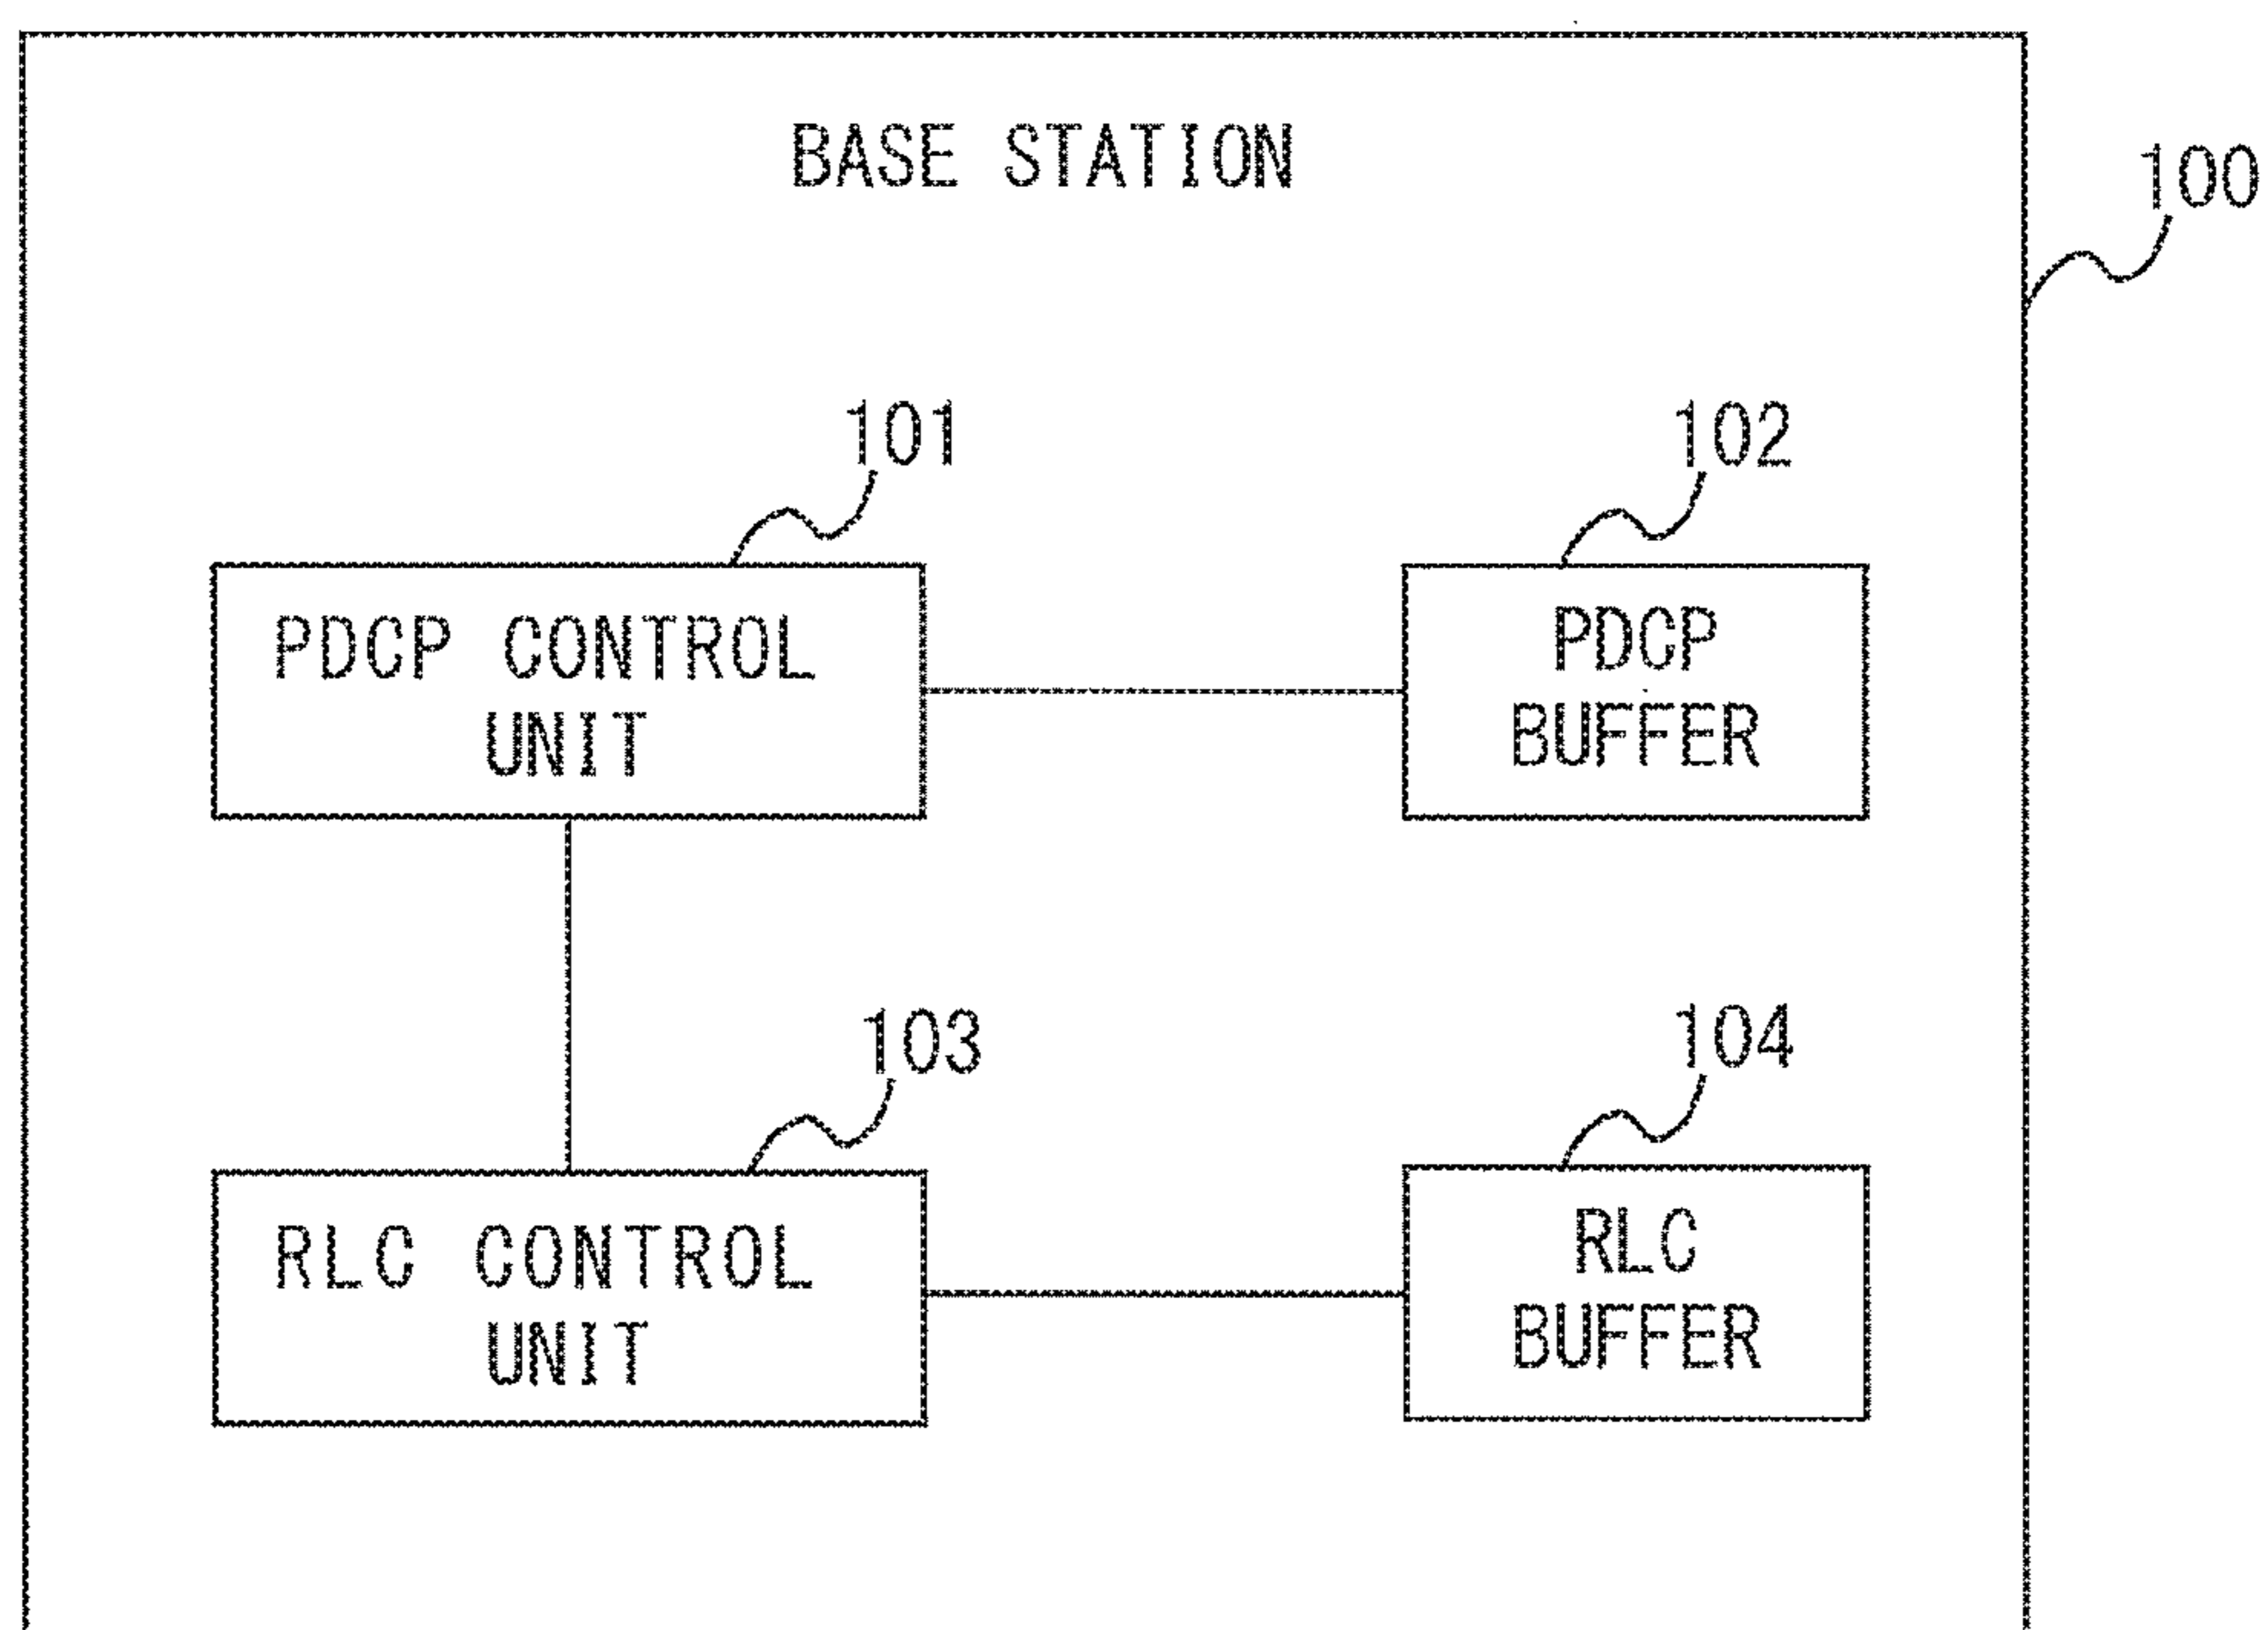 BASE STATION
100
101
102
PDCP CONTROL
UNIT
PDCP
BUFFER
103
104
RLC CONTROL
UNIT
RLC
BUFFER